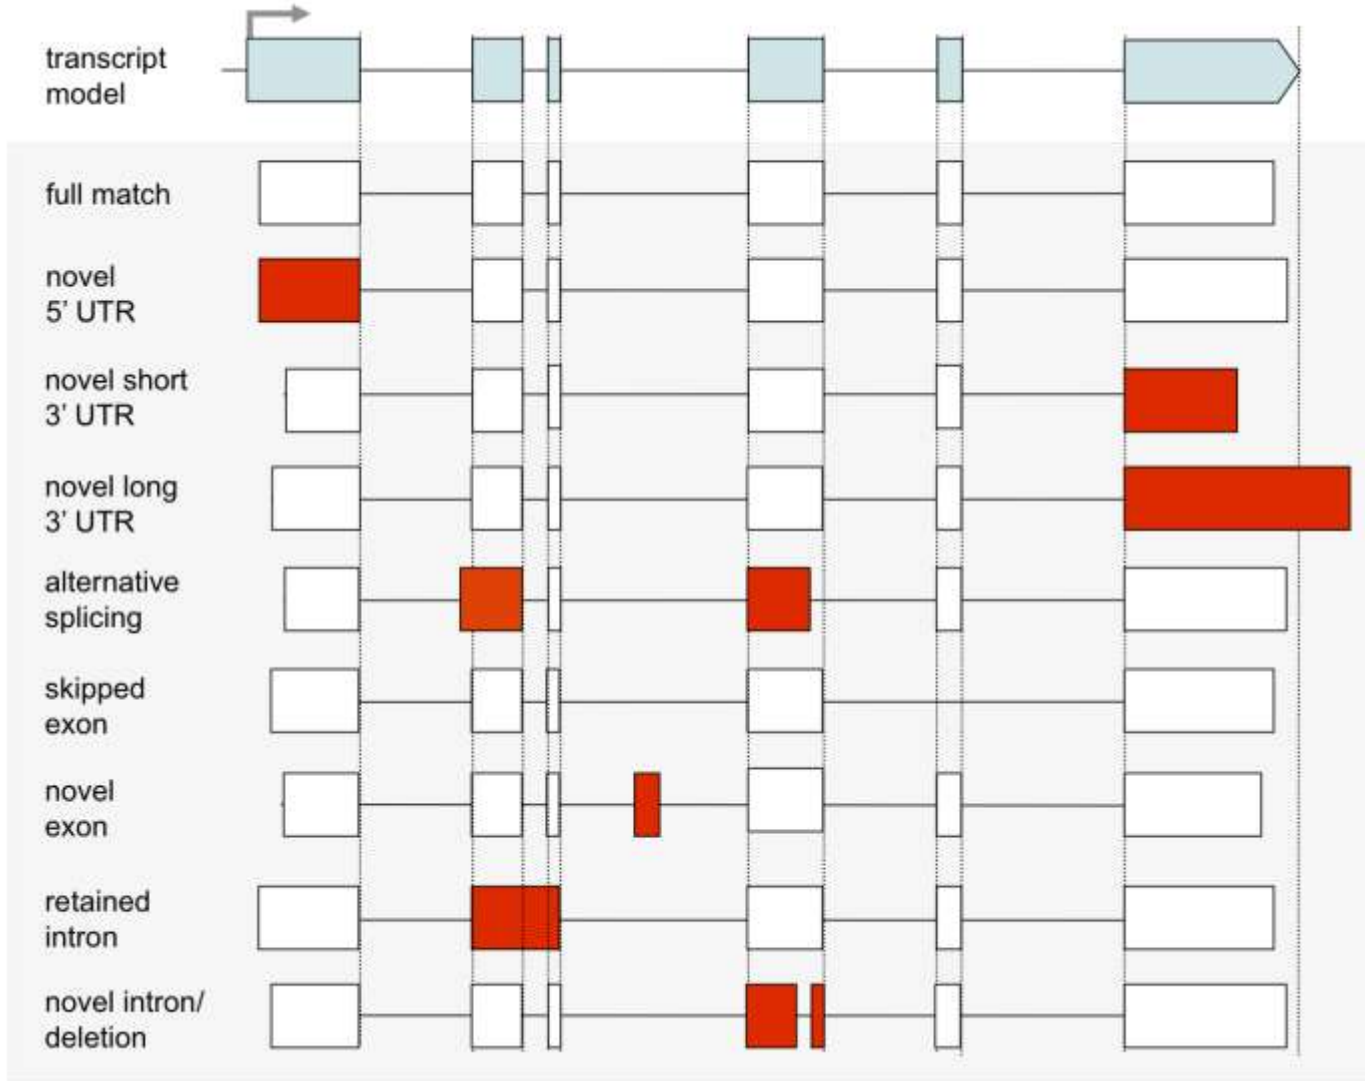 transcript
model
full match
novel
5’ UTR
novel short
3’ UTR
novel long
3’ UTR
alternative
splicing
skipped
exon
novel
exon
retained
intron
novel intron/
deletion